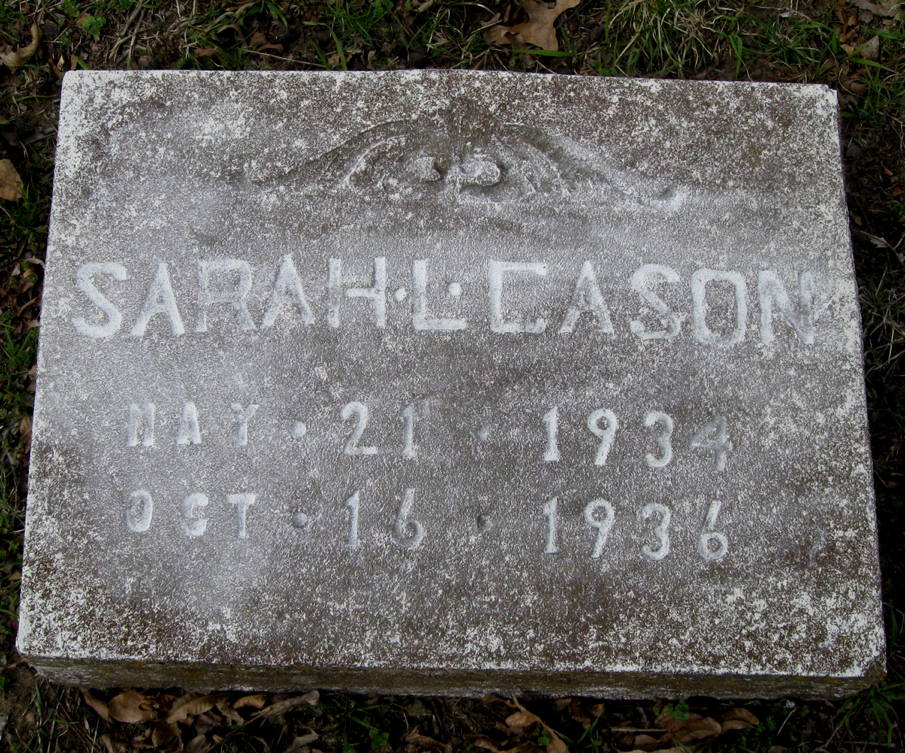 SARAH·L·CASON
MAY · 21 · 1934
OCT · 16 · 1936